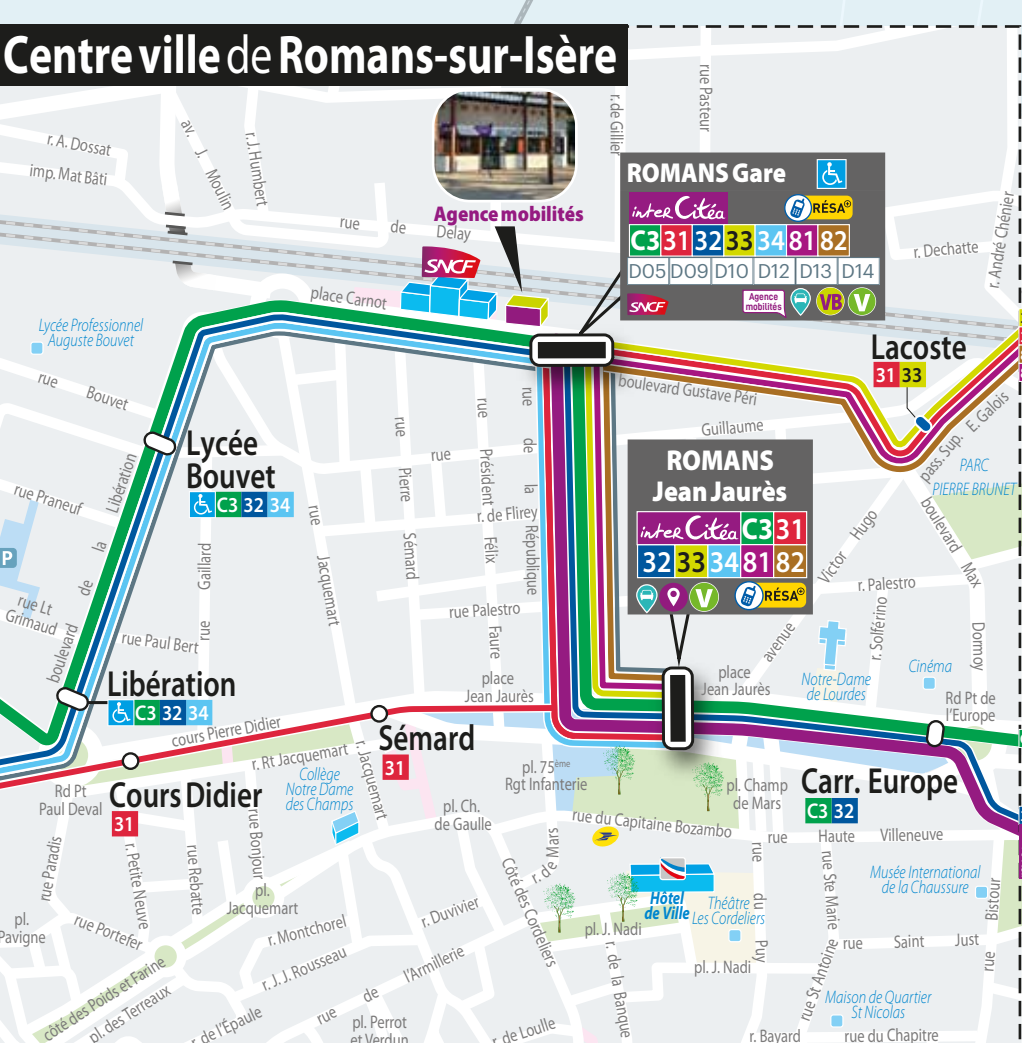 Centre ville de Romans-sur-Isère
rue Pasteur
r. de Gillier
r. A. Dossat
imp. Mat Bâti
av. J. Moulin
r. J. Humbert
rue de Delay
Agence mobilités
SNCF
place Carnot
ROMANS Gare
interCitéa RÉSA+
C3 31 32 33 34 81 82
D05 D09 D10 D12 D13 D14
SNCF Agence mobilités VB V
r. Dechatte
r. André Chénier
Lycée Professionnel
Auguste Bouvet
rue Bouvet
Lacoste
31 33
boulevard Gustave Péri
Guillaume
pass. Sup. E. Galois
PARC
PIERRE BRUNET
Lycée
Bouvet
C3 32 34
rue Praneuf
boulevard de la Libération
P
rue Lt
Grimaud
rue Gaillard
rue Paul Bert
rue Jacquemart
rue Pierre Sémard
rue
rue Président Félix Faure
r. de Flirey
rue de la République
rue Palestro
ROMANS
Jean Jaurès
interCitéa C3 31
32 33 34 81 82
V RÉSA+
avenue Victor Hugo
boulevard Max Dormoy
r. Palestro
r. Solférino
Notre-Dame
de Lourdes
Cinéma
Rd Pt de
l'Europe
place
Jean Jaurès
place
Jean Jaurès
Libération
C3 32 34
cours Pierre Didier
Sémard
31
r. Rt Jacquemart
r. Jacquemart
Rd Pt
Paul Deval
Cours Didier
31
Collège
Notre Dame
des Champs
pl. Ch.
de Gaulle
pl. 75ème
Rgt Infanterie
pl. Champ
de Mars
Carr. Europe
C3 32
rue du Capitaine Bozambo
rue Haute Villeneuve
rue Paradis
r. Petite Neuve
rue Rebatte
rue Bonjour
pl.
Jacquemart
r. de Mars
Côté des Cordeliers
Hôtel
de Ville
Théâtre
Les Cordeliers
rue du Puy
rue Ste Marie
Musée International
de la Chaussure
rue Bistour
pl.
Pavigne
rue Portefer
r. Montchorel
r. Duvivier
pl. J. Nadi
pl. J. Nadi
rue Saint Just
rue St Antoine
côté des Poids et Farine
pl. des Terreaux
r. J. J. Rousseau
rue de l'Armillerie
r. de l'Épaule
pl. Perrot
et Verdun
r. de Loulle
r. de la Banque
Maison de Quartier
St Nicolas
r. Bayard
rue du Chapitre